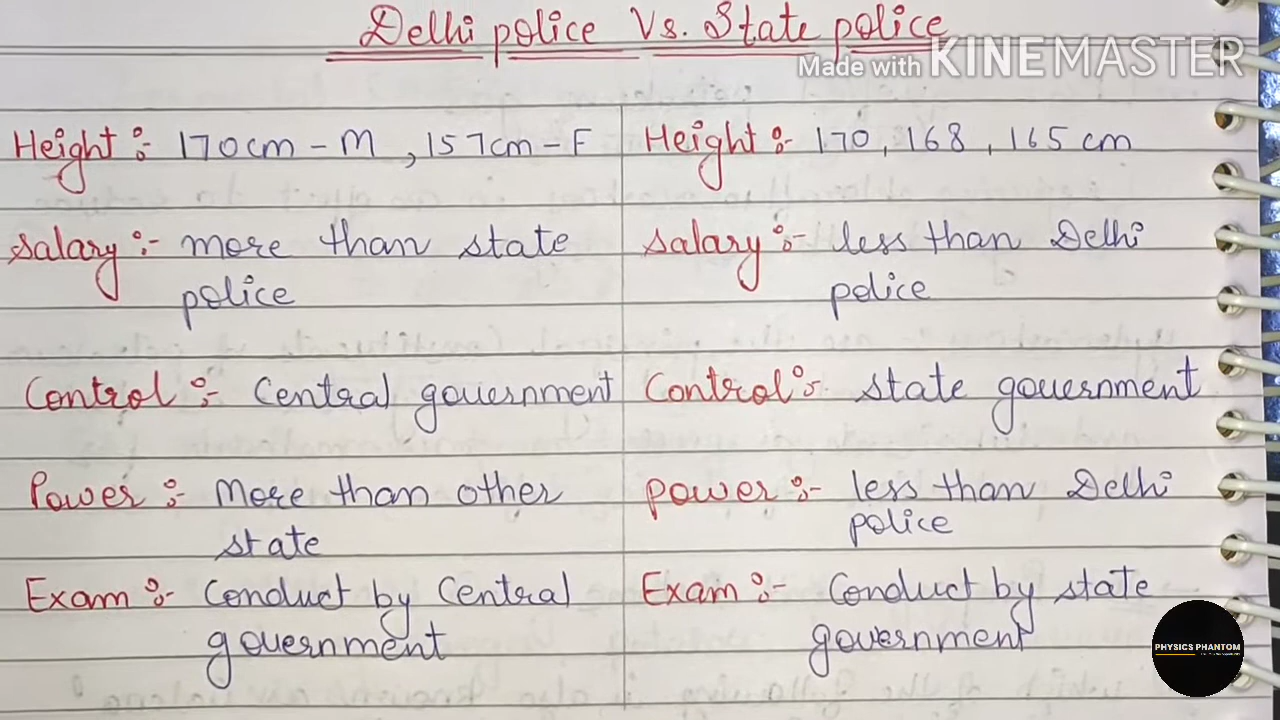 Delhi police Vs. State police
Made with KINEMASTER
Height :- 170cm - M , 157cm - F
Salary :- more than state
police
Control :- Central government
Power :- More than other
state
Exam :- Conduct by Central
government
Height :- 170, 168, 165 cm
Salary :- less than Delhi
police
Control :- state government
power :- less than Delhi
police
Exam :- Conduct by state
government
PHYSICS PHANTOM